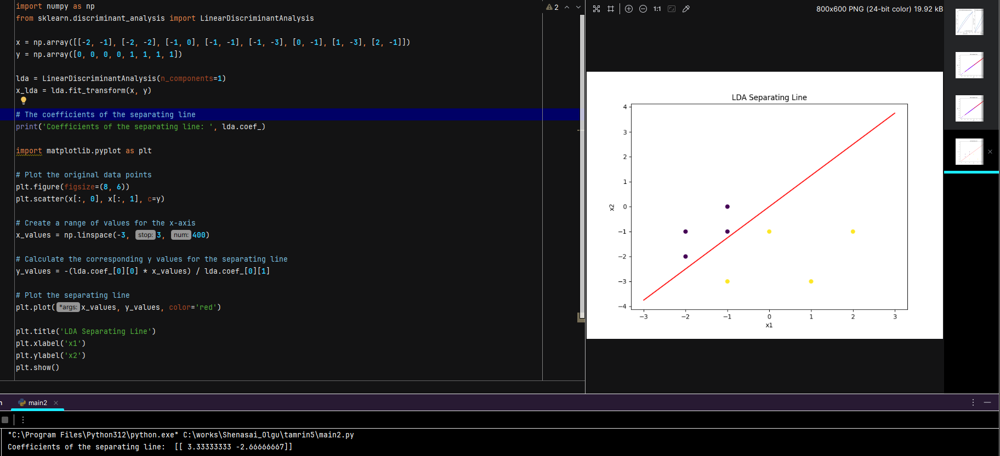 import numpy as np
from sklearn.discriminant_analysis import LinearDiscriminantAnalysis
x = np.array([[-2, -1], [-2, -2], [-1, 0], [-1, -1], [-1, -3], [0, -1], [1, -3], [2, -1]])
y = np.array([0, 0, 0, 0, 1, 1, 1, 1])
lda = LinearDiscriminantAnalysis(n_components=1)
x_lda = lda.fit_transform(x, y)
# The coefficients of the separating line
print('Coefficients of the separating line: ', lda.coef_)
import matplotlib.pyplot as plt
# Plot the original data points
plt.figure(figsize=(8, 6))
plt.scatter(x[:, 0], x[:, 1], c=y)
# Create a range of values for the x-axis
x_values = np.linspace(-3, stop: 3, num: 400)
# Calculate the corresponding y values for the separating line
y_values = -(lda.coef_[0][0] * x_values) / lda.coef_[0][1]
# Plot the separating line
plt.plot( *args: x_values, y_values, color='red')
plt.title('LDA Separating Line')
plt.xlabel('x1')
plt.ylabel('x2')
plt.show()
2
1:1
800x600 PNG (24-bit color) 19.92 kB
LDA Separating Line
4
3
2
1
0
−1
−2
−3
−4
x2
−3 −2 −1 0 1 2 3
x1
main2
"C:\Program Files\Python312\python.exe" C:\works\Shenasai_Olgu\tamrin5\main2.py
Coefficients of the separating line:  [[ 3.33333333 -2.66666667]]